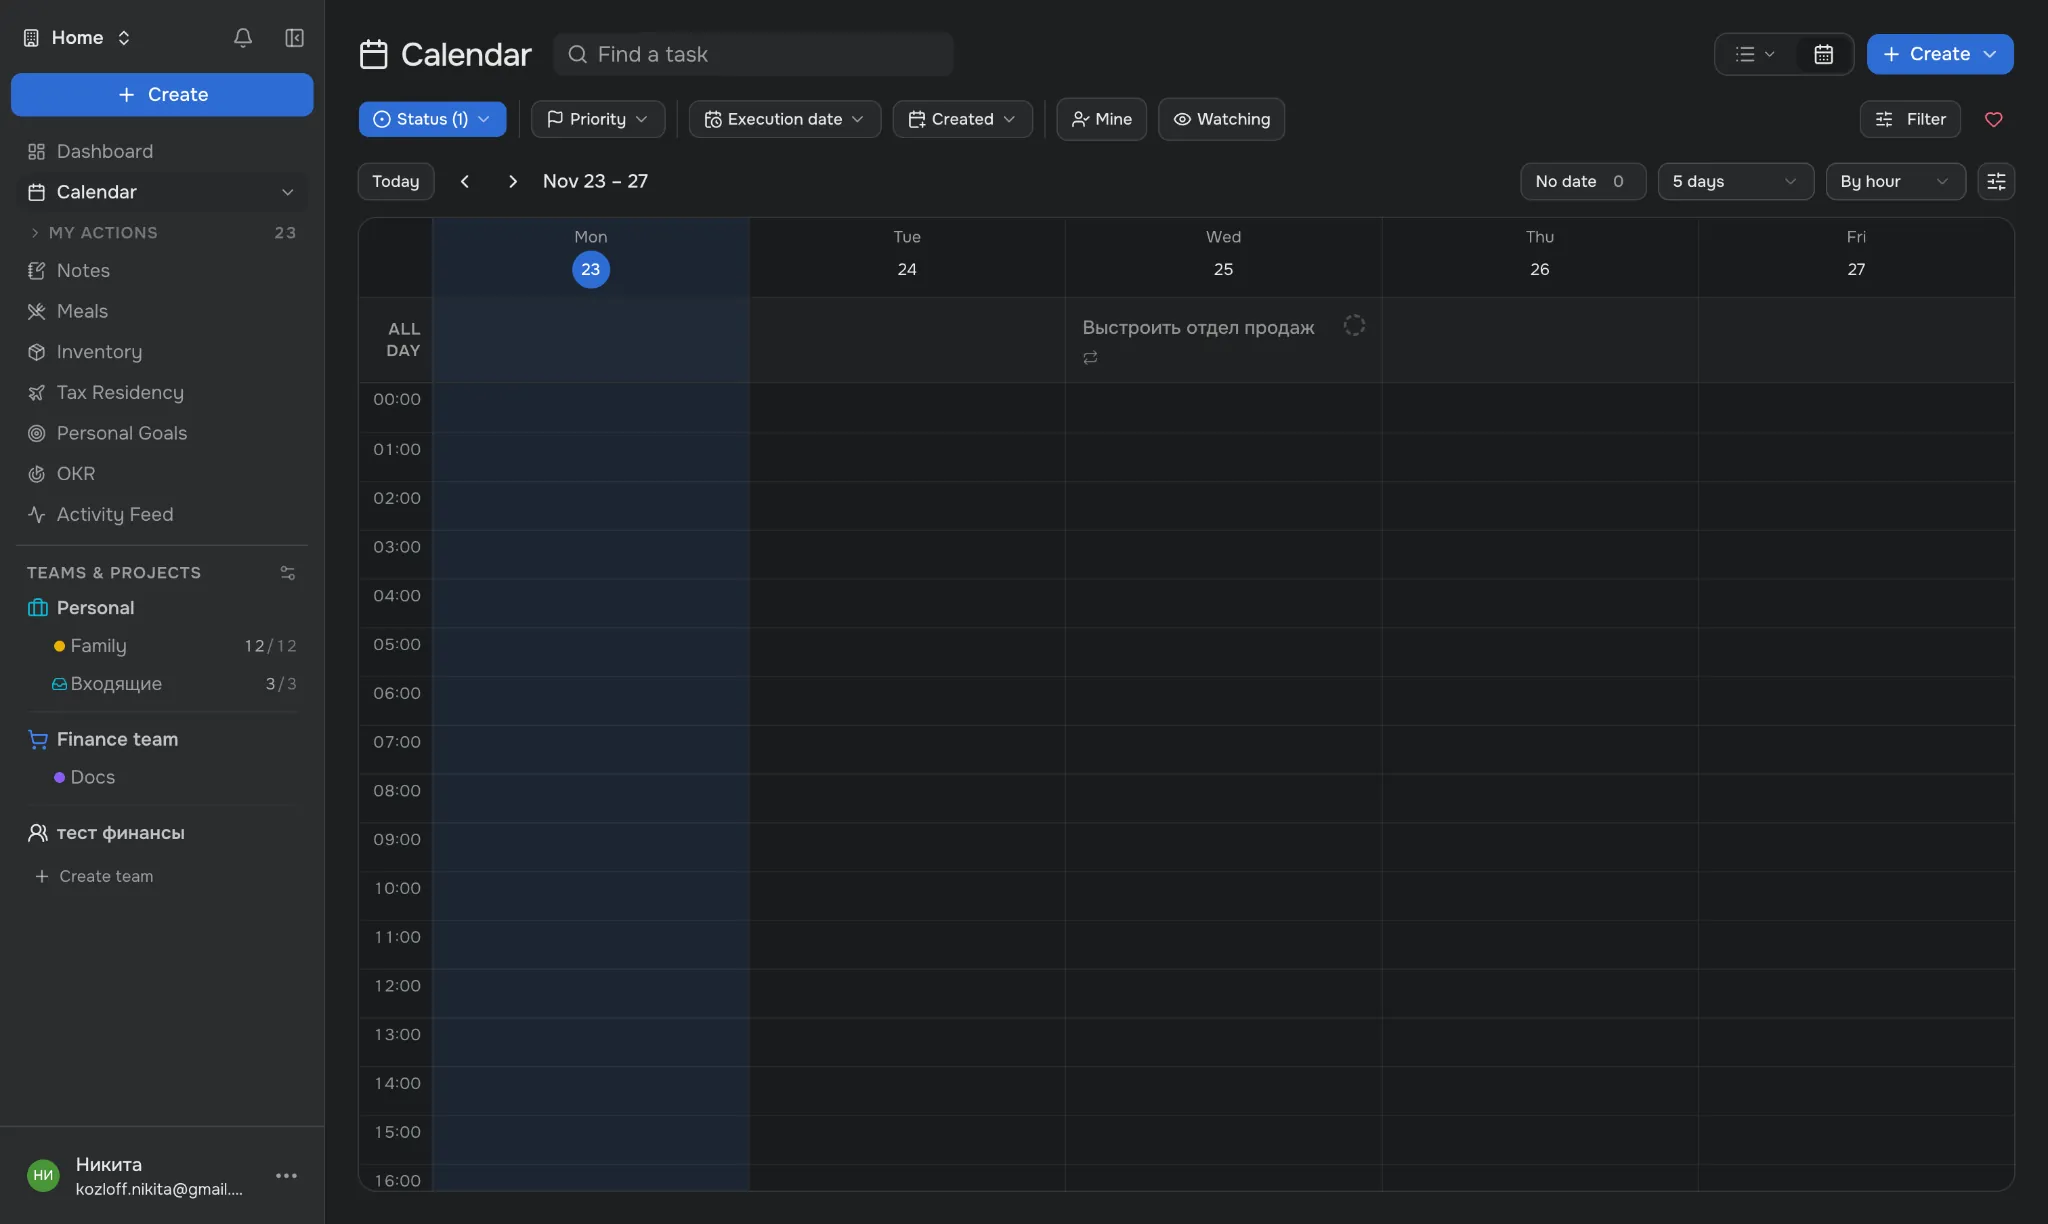 Home
Create
Dashboard
Calendar
MY ACTIONS 23
Notes
Meals
Inventory
Tax Residency
Personal Goals
OKR
Activity Feed
TEAMS & PROJECTS
Personal
Family 12/12
Входящие 3/3
Finance team
Docs
тест финансы
Create team
НИ
Никита
kozloff.nikita@gmail....
Calendar
Find a task
Create
Status (1)
Priority
Execution date
Created
Mine
Watching
Filter
Today
Nov 23 – 27
No date 0
5 days
By hour
Mon
23
Tue
24
Wed
25
Thu
26
Fri
27
ALL
DAY
Выстроить отдел продаж
00:00
01:00
02:00
03:00
04:00
05:00
06:00
07:00
08:00
09:00
10:00
11:00
12:00
13:00
14:00
15:00
16:00